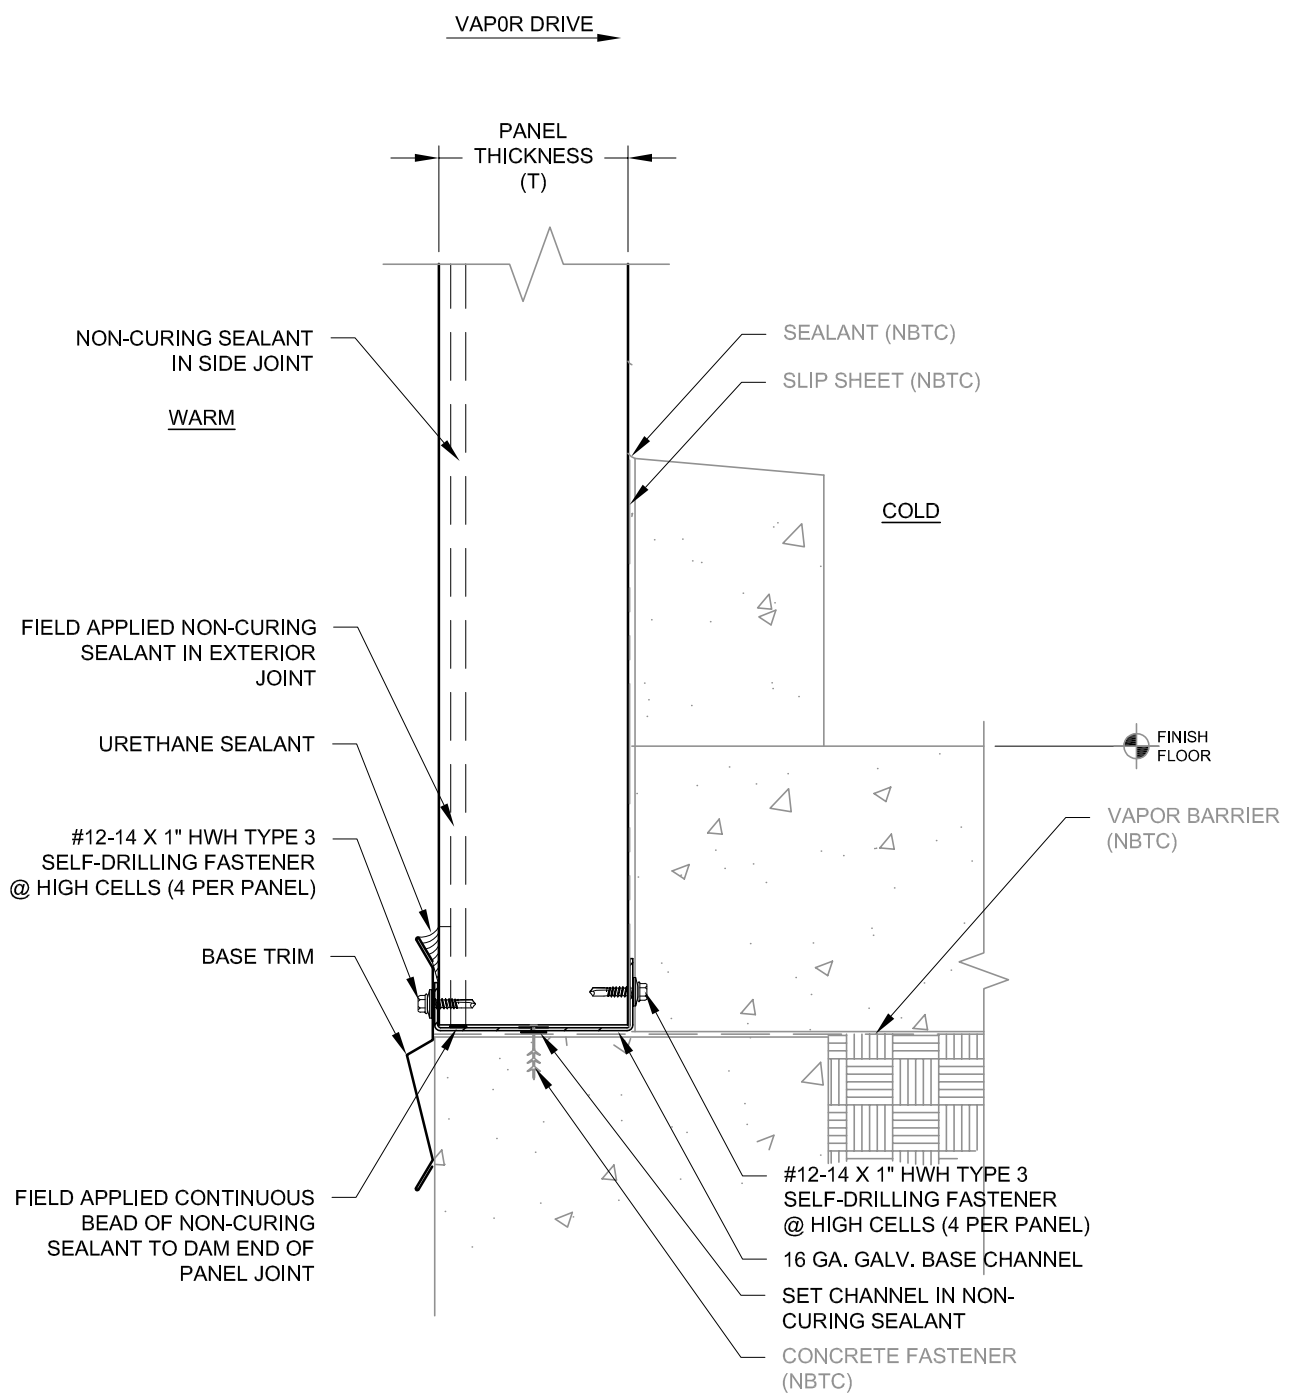 VAP0R DRIVE
PANEL
THICKNESS
(T)
NON-CURING SEALANT
IN SIDE JOINT
WARM
SEALANT (NBTC)
SLIP SHEET (NBTC)
COLD
FIELD APPLIED NON-CURING
SEALANT IN EXTERIOR
JOINT
URETHANE SEALANT
FINISH
FLOOR
#12-14 X 1" HWH TYPE 3
SELF-DRILLING FASTENER
@ HIGH CELLS (4 PER PANEL)
VAPOR BARRIER
(NBTC)
BASE TRIM
FIELD APPLIED CONTINUOUS
BEAD OF NON-CURING
SEALANT TO DAM END OF
PANEL JOINT
#12-14 X 1" HWH TYPE 3
SELF-DRILLING FASTENER
@ HIGH CELLS (4 PER PANEL)
16 GA. GALV. BASE CHANNEL
SET CHANNEL IN NON-
CURING SEALANT
CONCRETE FASTENER
(NBTC)